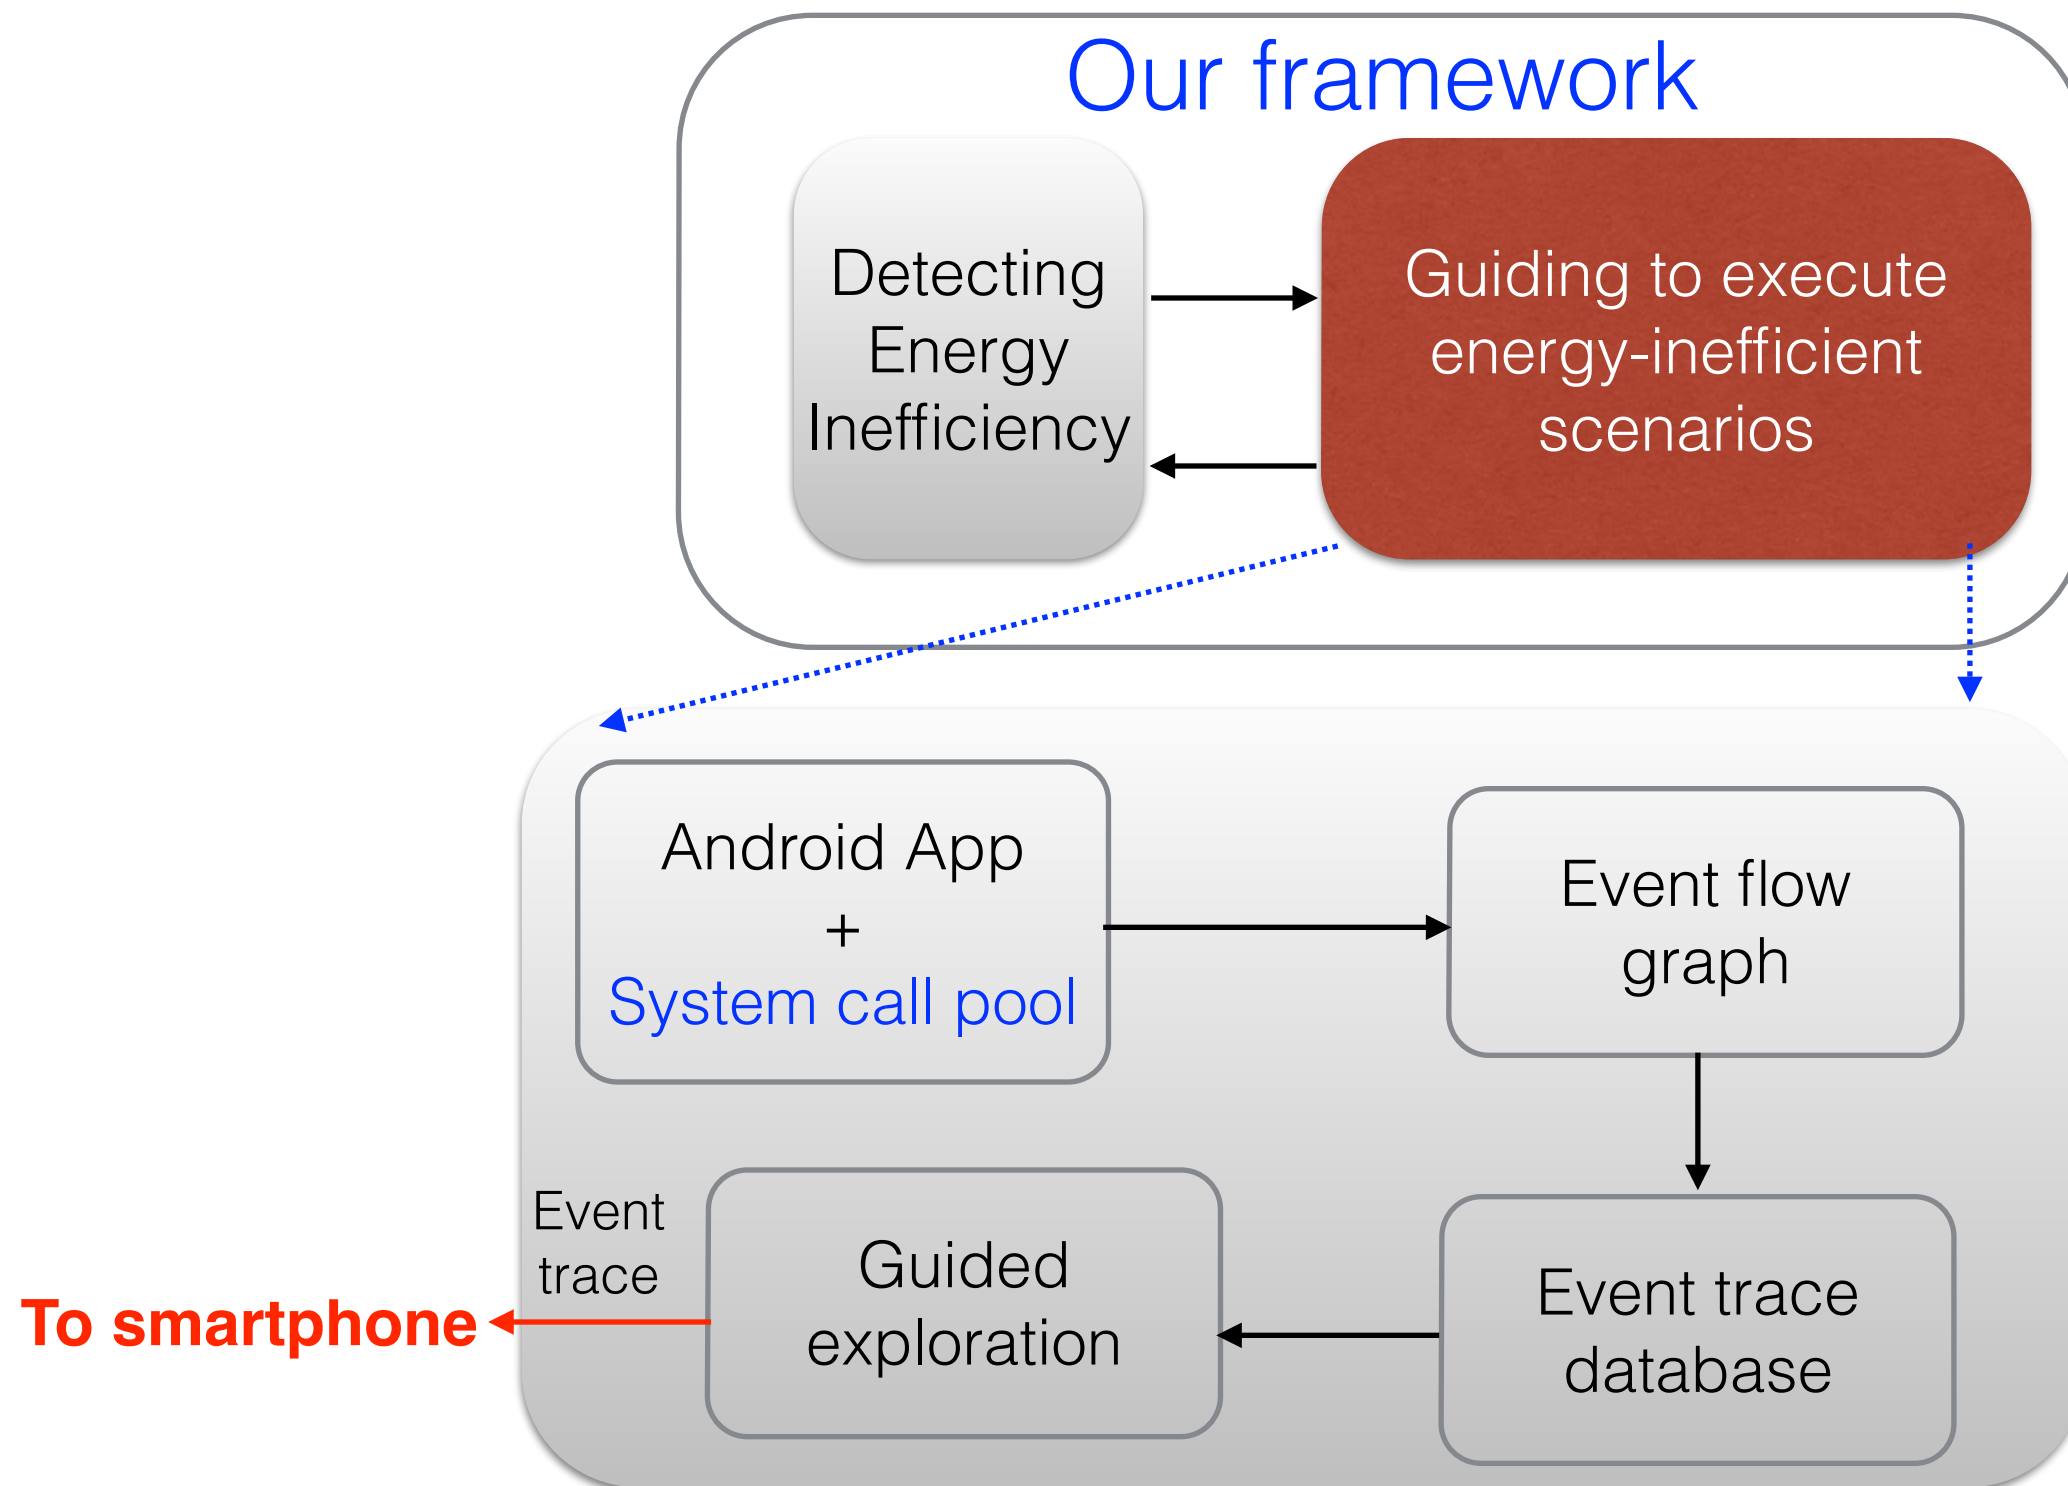 Our framework
Detecting
Energy
Inefficiency
Guiding to execute
energy-inefficient
scenarios
Android App
+
System call pool
Event flow
graph
Event
trace
To smartphone
Guided
exploration
Event trace
database